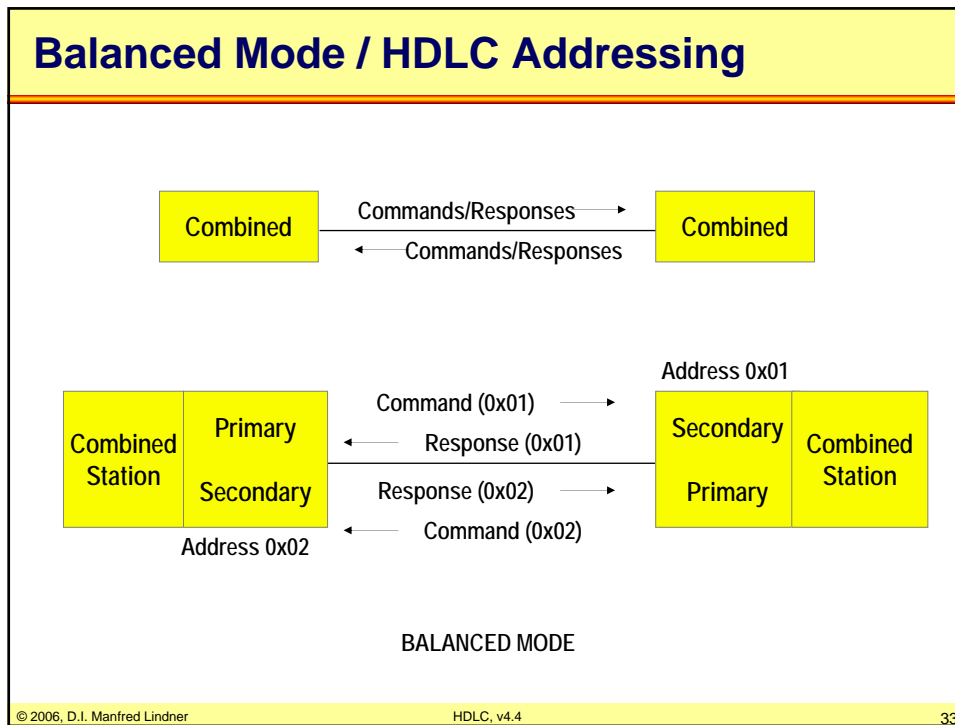 Balanced Mode / HDLC Addressing
Combined
Commands/Responses
Commands/Responses
Combined
Address 0x01
Combined
Station
Primary
Secondary
Command (0x01)
Response (0x01)
Response (0x02)
Command (0x02)
Secondary
Primary
Combined
Station
Address 0x02
BALANCED MODE
© 2006, D.I. Manfred Lindner
HDLC, v4.4
33